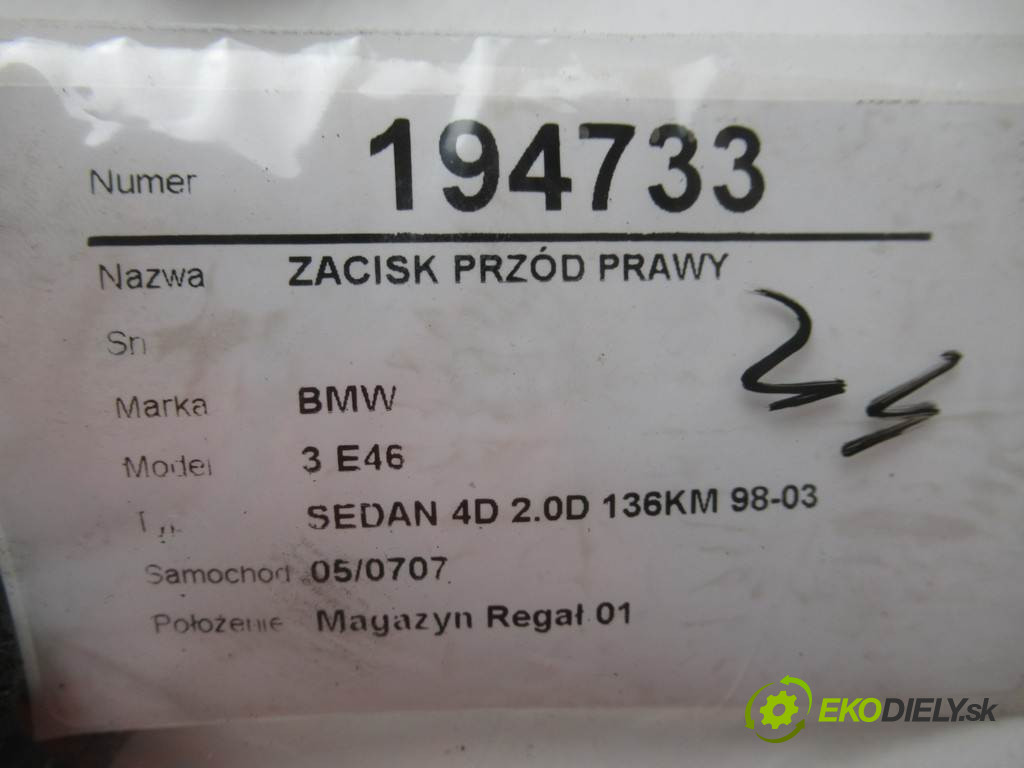 Numer 194733
Nazwa ZACISK PRZÓD PRAWY
Sn
Marka BMW
Model 3 E46
SEDAN 4D 2.0D 136KM 98-03
Samochod 05/0707
Położenie Magazyn Regał 01
EKODIELY.sk